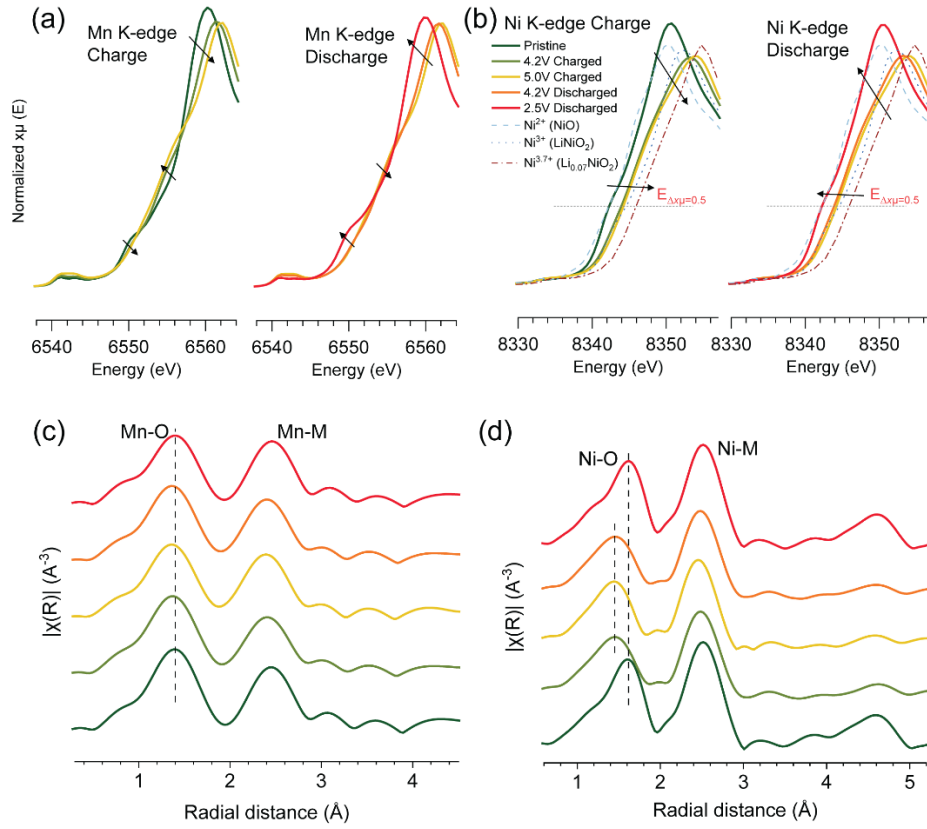 (a)
Mn K-edge
Charge
Mn K-edge
Discharge
Normalized xμ (E)
6540 6550 6560
6540 6550 6560
Energy (eV)
Energy (eV)
(b)
Ni K-edge Charge
Pristine
4.2V Charged
5.0V Charged
4.2V Discharged
2.5V Discharged
Ni²⁺ (NiO)
Ni³⁺ (LiNiO₂)
Ni³·⁷⁺ (Li₀.₀₇NiO₂)
E Δxμ=0.5
Ni K-edge
Discharge
E Δxμ=0.5
8330 8340 8350
8330 8340 8350
Energy (eV)
Energy (eV)
(c)
Mn-O
Mn-M
|χ(R)| (A⁻³)
1 2 3 4
Radial distance (Å)
(d)
Ni-O
Ni-M
|χ(R)| (A⁻³)
1 2 3 4 5
Radial distance (Å)